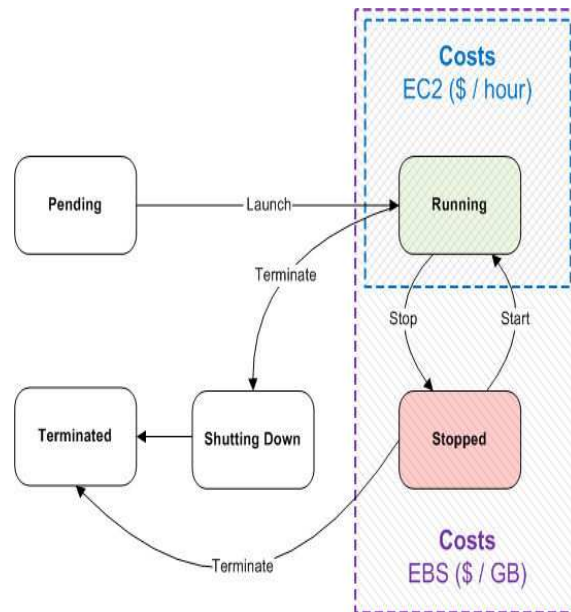 Costs
EC2 ($ / hour)
Pending
Launch
Running
Terminate
Stop
Start
Terminated
Shutting Down
Stopped
Terminate
Costs
EBS ($ / GB)